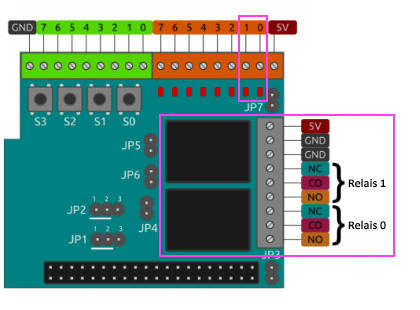 GND 7 6 5 4 3 2 1 0 7 6 5 4 3 2 1 0 5V
S3 S2 S1 S0
JP7
5V
GND
GND
NC
CO Relais 1
NO
NC
CO Relais 0
NO
JP5
JP6
1 2 3
JP2
JP4
1 2 3
JP1
JP3